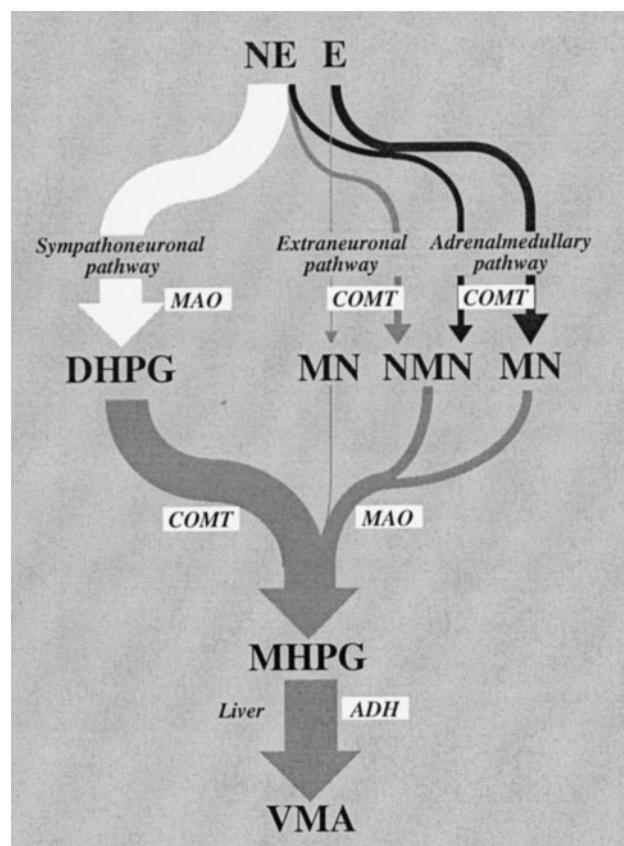 NE E
Sympathoneuronal
pathway
Extraneuronal
pathway
Adrenalmedullary
pathway
MAO
COMT
COMT
DHPG
MN
NMN
MN
COMT
MAO
MHPG
Liver
ADH
VMA